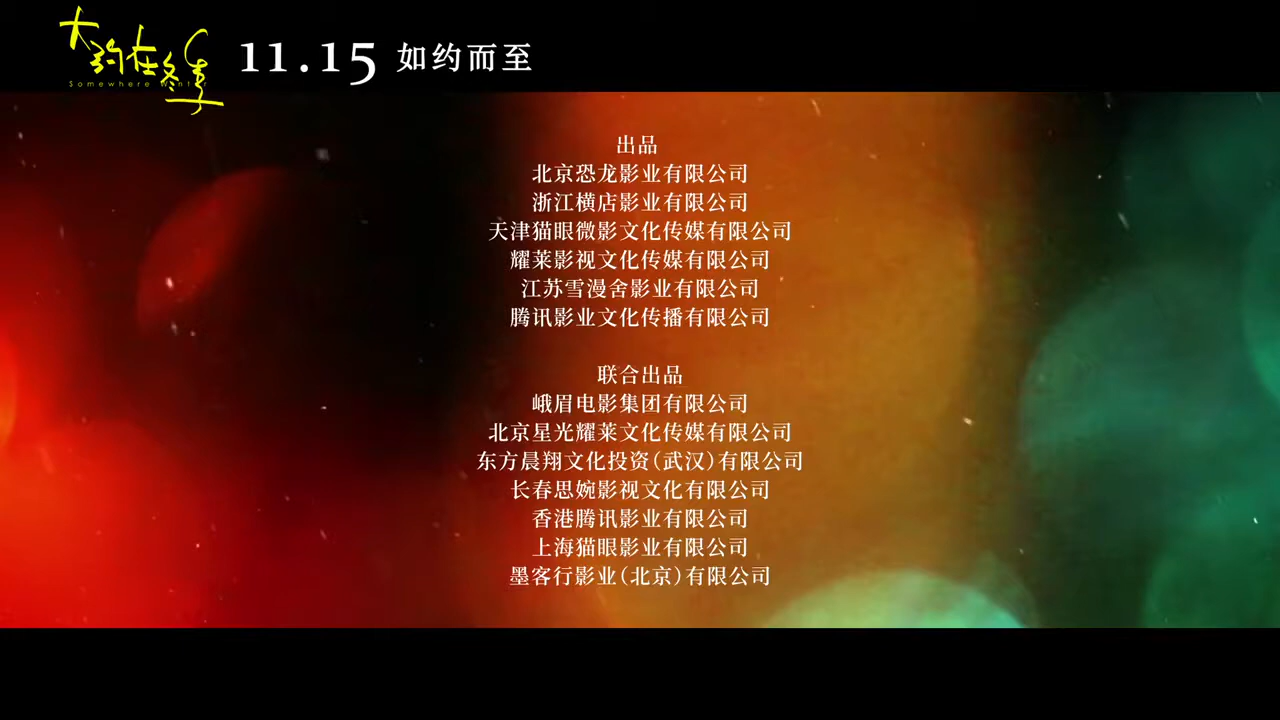 大约在冬季
Somewhere Winter
11.15 如约而至
出品
北京恐龙影业有限公司
浙江横店影业有限公司
天津猫眼微影文化传媒有限公司
耀莱影视文化传媒有限公司
江苏雪漫舍影业有限公司
腾讯影业文化传播有限公司
联合出品
峨眉电影集团有限公司
北京星光耀莱文化传媒有限公司
东方晨翔文化投资(武汉)有限公司
长春思婉影视文化有限公司
香港腾讯影业有限公司
上海猫眼影业有限公司
墨客行影业(北京)有限公司